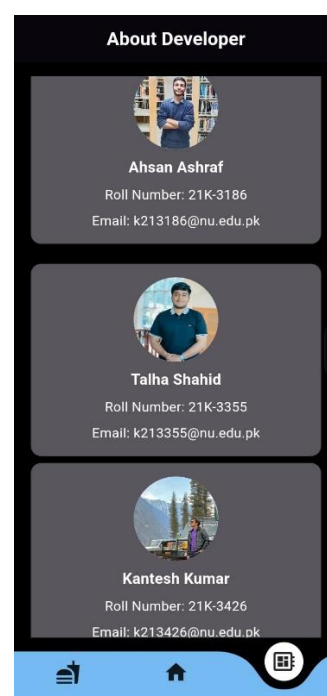 About Developer
Ahsan Ashraf
Roll Number: 21K-3186
Email: k213186@nu.edu.pk
Talha Shahid
Roll Number: 21K-3355
Email: k213355@nu.edu.pk
Kantesh Kumar
Roll Number: 21K-3426
Email: k213426@nu.edu.pk